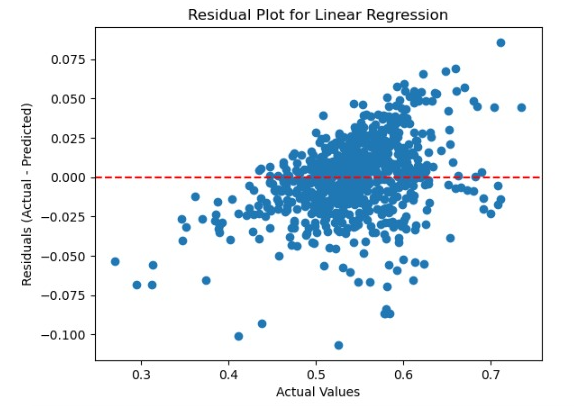 Residual Plot for Linear Regression
0.075
0.050
0.025
0.000
−0.025
−0.050
−0.075
−0.100
Residuals (Actual - Predicted)
0.3 0.4 0.5 0.6 0.7
Actual Values